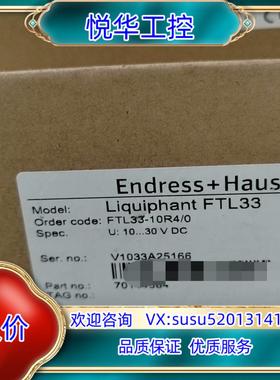 悦华工控
Endress+Haus
Model:
Liquiphant FTL33
Order code: FTL33-10R4/0
Spec.
U: 10...30 V DC
Ser. no.:
V1033A25166
Part no.:
TAG no.:
价
欢迎咨询 VX:susu52013141
品质保证 即优服务